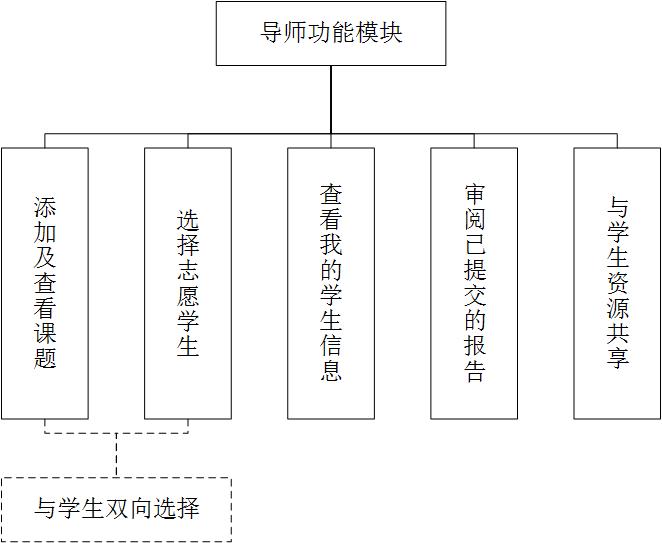 导师功能模块
添加及查看课题
选择志愿学生
查看我的学生信息
审阅已提交的报告
与学生资源共享
与学生双向选择